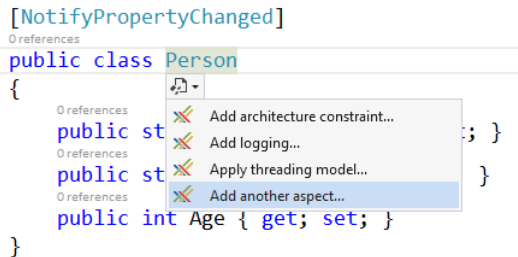 [NotifyPropertyChanged]
0 references
public class Person
{
0 references
Add architecture constraint...
public st ; }
Add logging...
0 references
Apply threading model...
public st }
0 references
Add another aspect...
public int Age { get; set; }
}